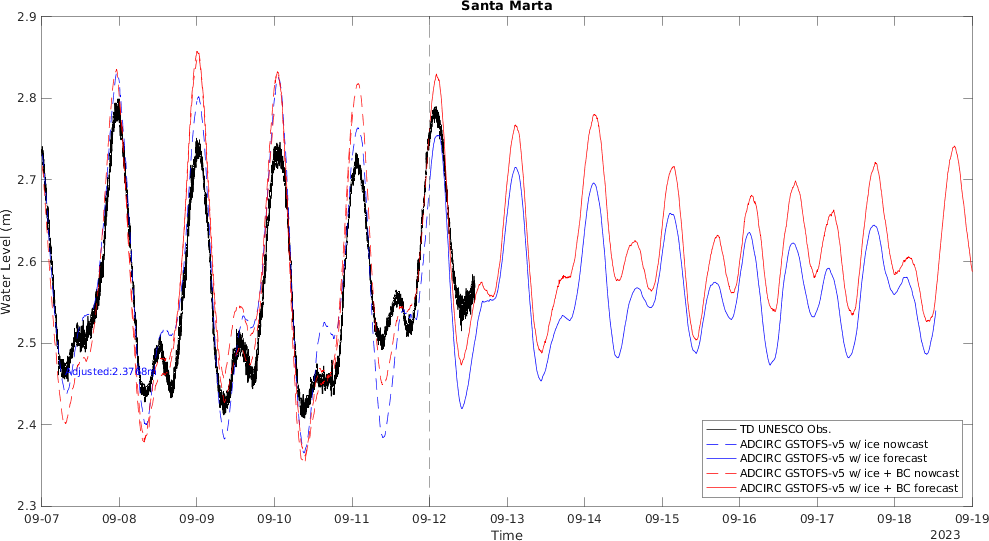 Santa Marta
2.9
2.8
2.7
2.6
2.5
2.4
2.3
Water Level (m)
Adjusted:2.3768m
TD UNESCO Obs.
ADCIRC GSTOFS-v5 w/ ice nowcast
ADCIRC GSTOFS-v5 w/ ice forecast
ADCIRC GSTOFS-v5 w/ ice + BC nowcast
ADCIRC GSTOFS-v5 w/ ice + BC forecast
09-07 09-08 09-09 09-10 09-11 09-12 09-13 09-14 09-15 09-16 09-17 09-18 09-19
Time
2023